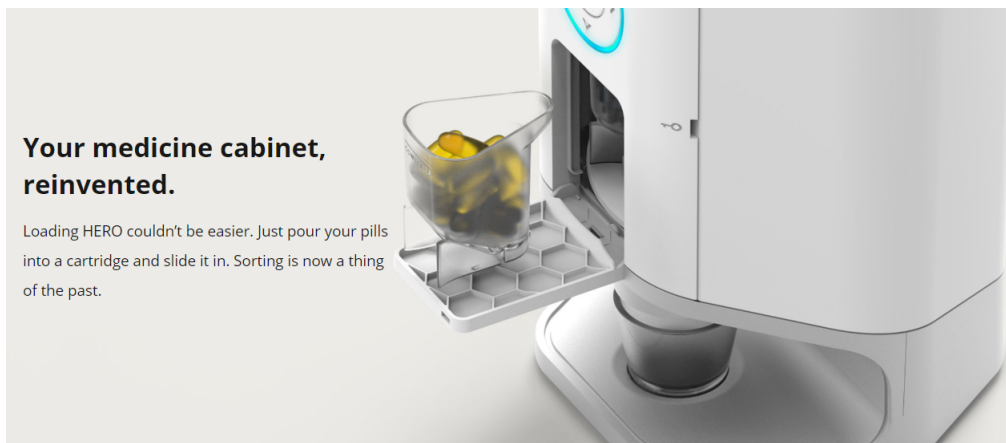 Your medicine cabinet,
reinvented.
Loading HERO couldn’t be easier. Just pour your pills
into a cartridge and slide it in. Sorting is now a thing
of the past.